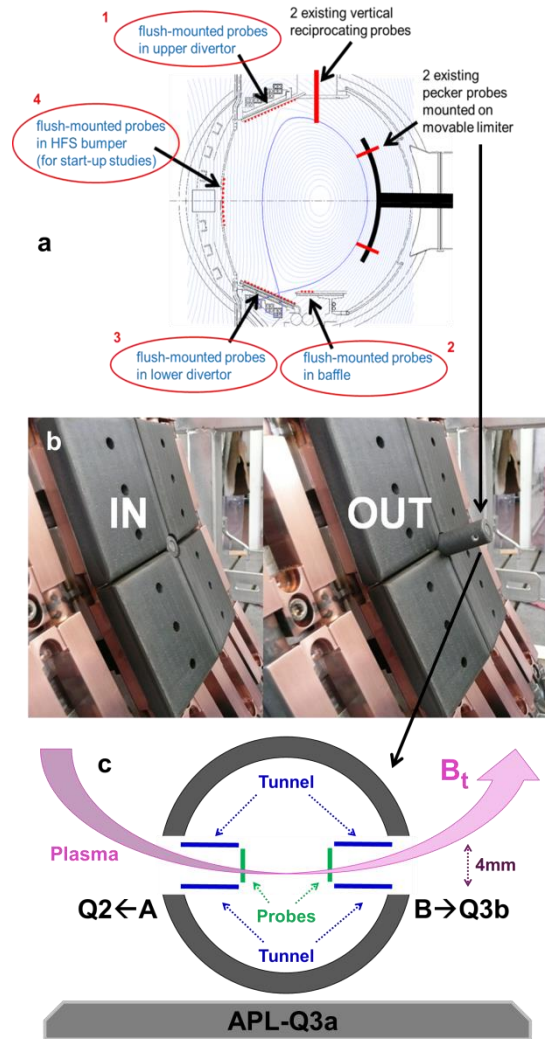 1
flush-mounted probes
in upper divertor
2 existing vertical
reciprocating probes
4
flush-mounted probes
in HFS bumper
(for start-up studies)
2 existing
pecker probes
mounted on
movable limiter
a
3
flush-mounted probes
in lower divertor
2
flush-mounted probes
in baffle
b
IN
OUT
c
Tunnel
Bt
Plasma
4mm
Q2←A
Probes
B→Q3b
Tunnel
APL-Q3a